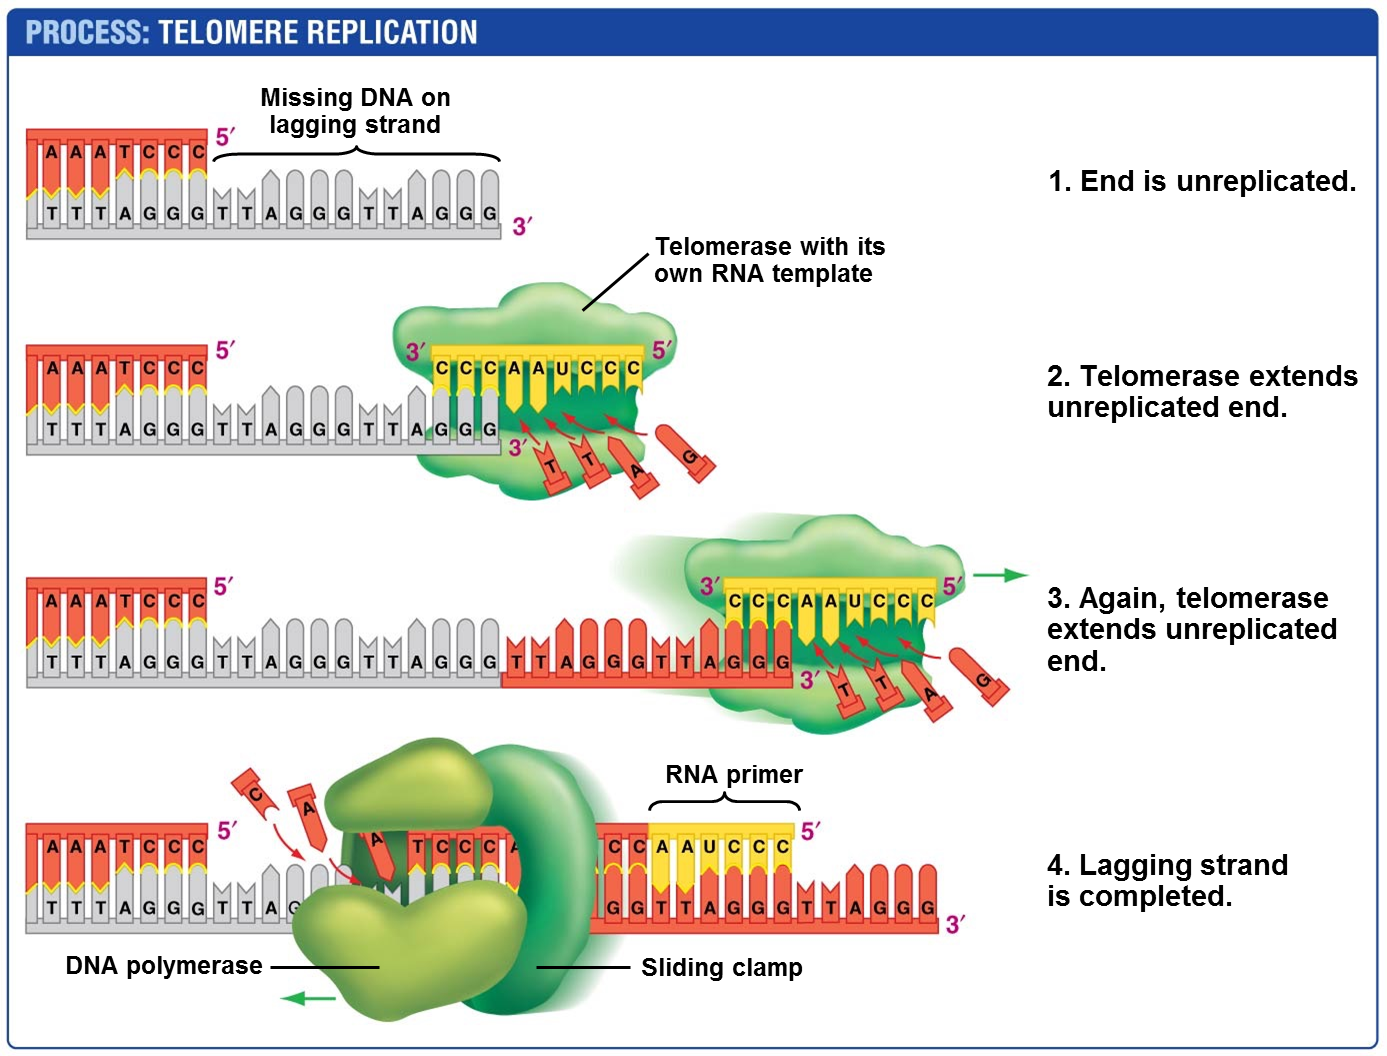 PROCESS: TELOMERE REPLICATION
Missing DNA on
lagging strand
5′
A A A T C C C
T T T A G G G T T A G G G T T A G G G
3′
1. End is unreplicated.
Telomerase with its
own RNA template
5′
3′
5′
A A A T C C C
C C C A A U C C C
T T T A G G G T T A G G G T T A G G G
3′
T T A G
2. Telomerase extends
unreplicated end.
5′
3′
5′
A A A T C C C
C C C A A U C C C
T T T A G G G T T A G G G T T A G G G T T A G G G T T A G G G
3′
T T A G
3. Again, telomerase
extends unreplicated
end.
RNA primer
C A
5′
5′
A A A T C C C
A T C C C A
C C A A U C C C
T T T A G G G T T A G
G G T T A G G G T T A G G G
3′
4. Lagging strand
is completed.
DNA polymerase
Sliding clamp